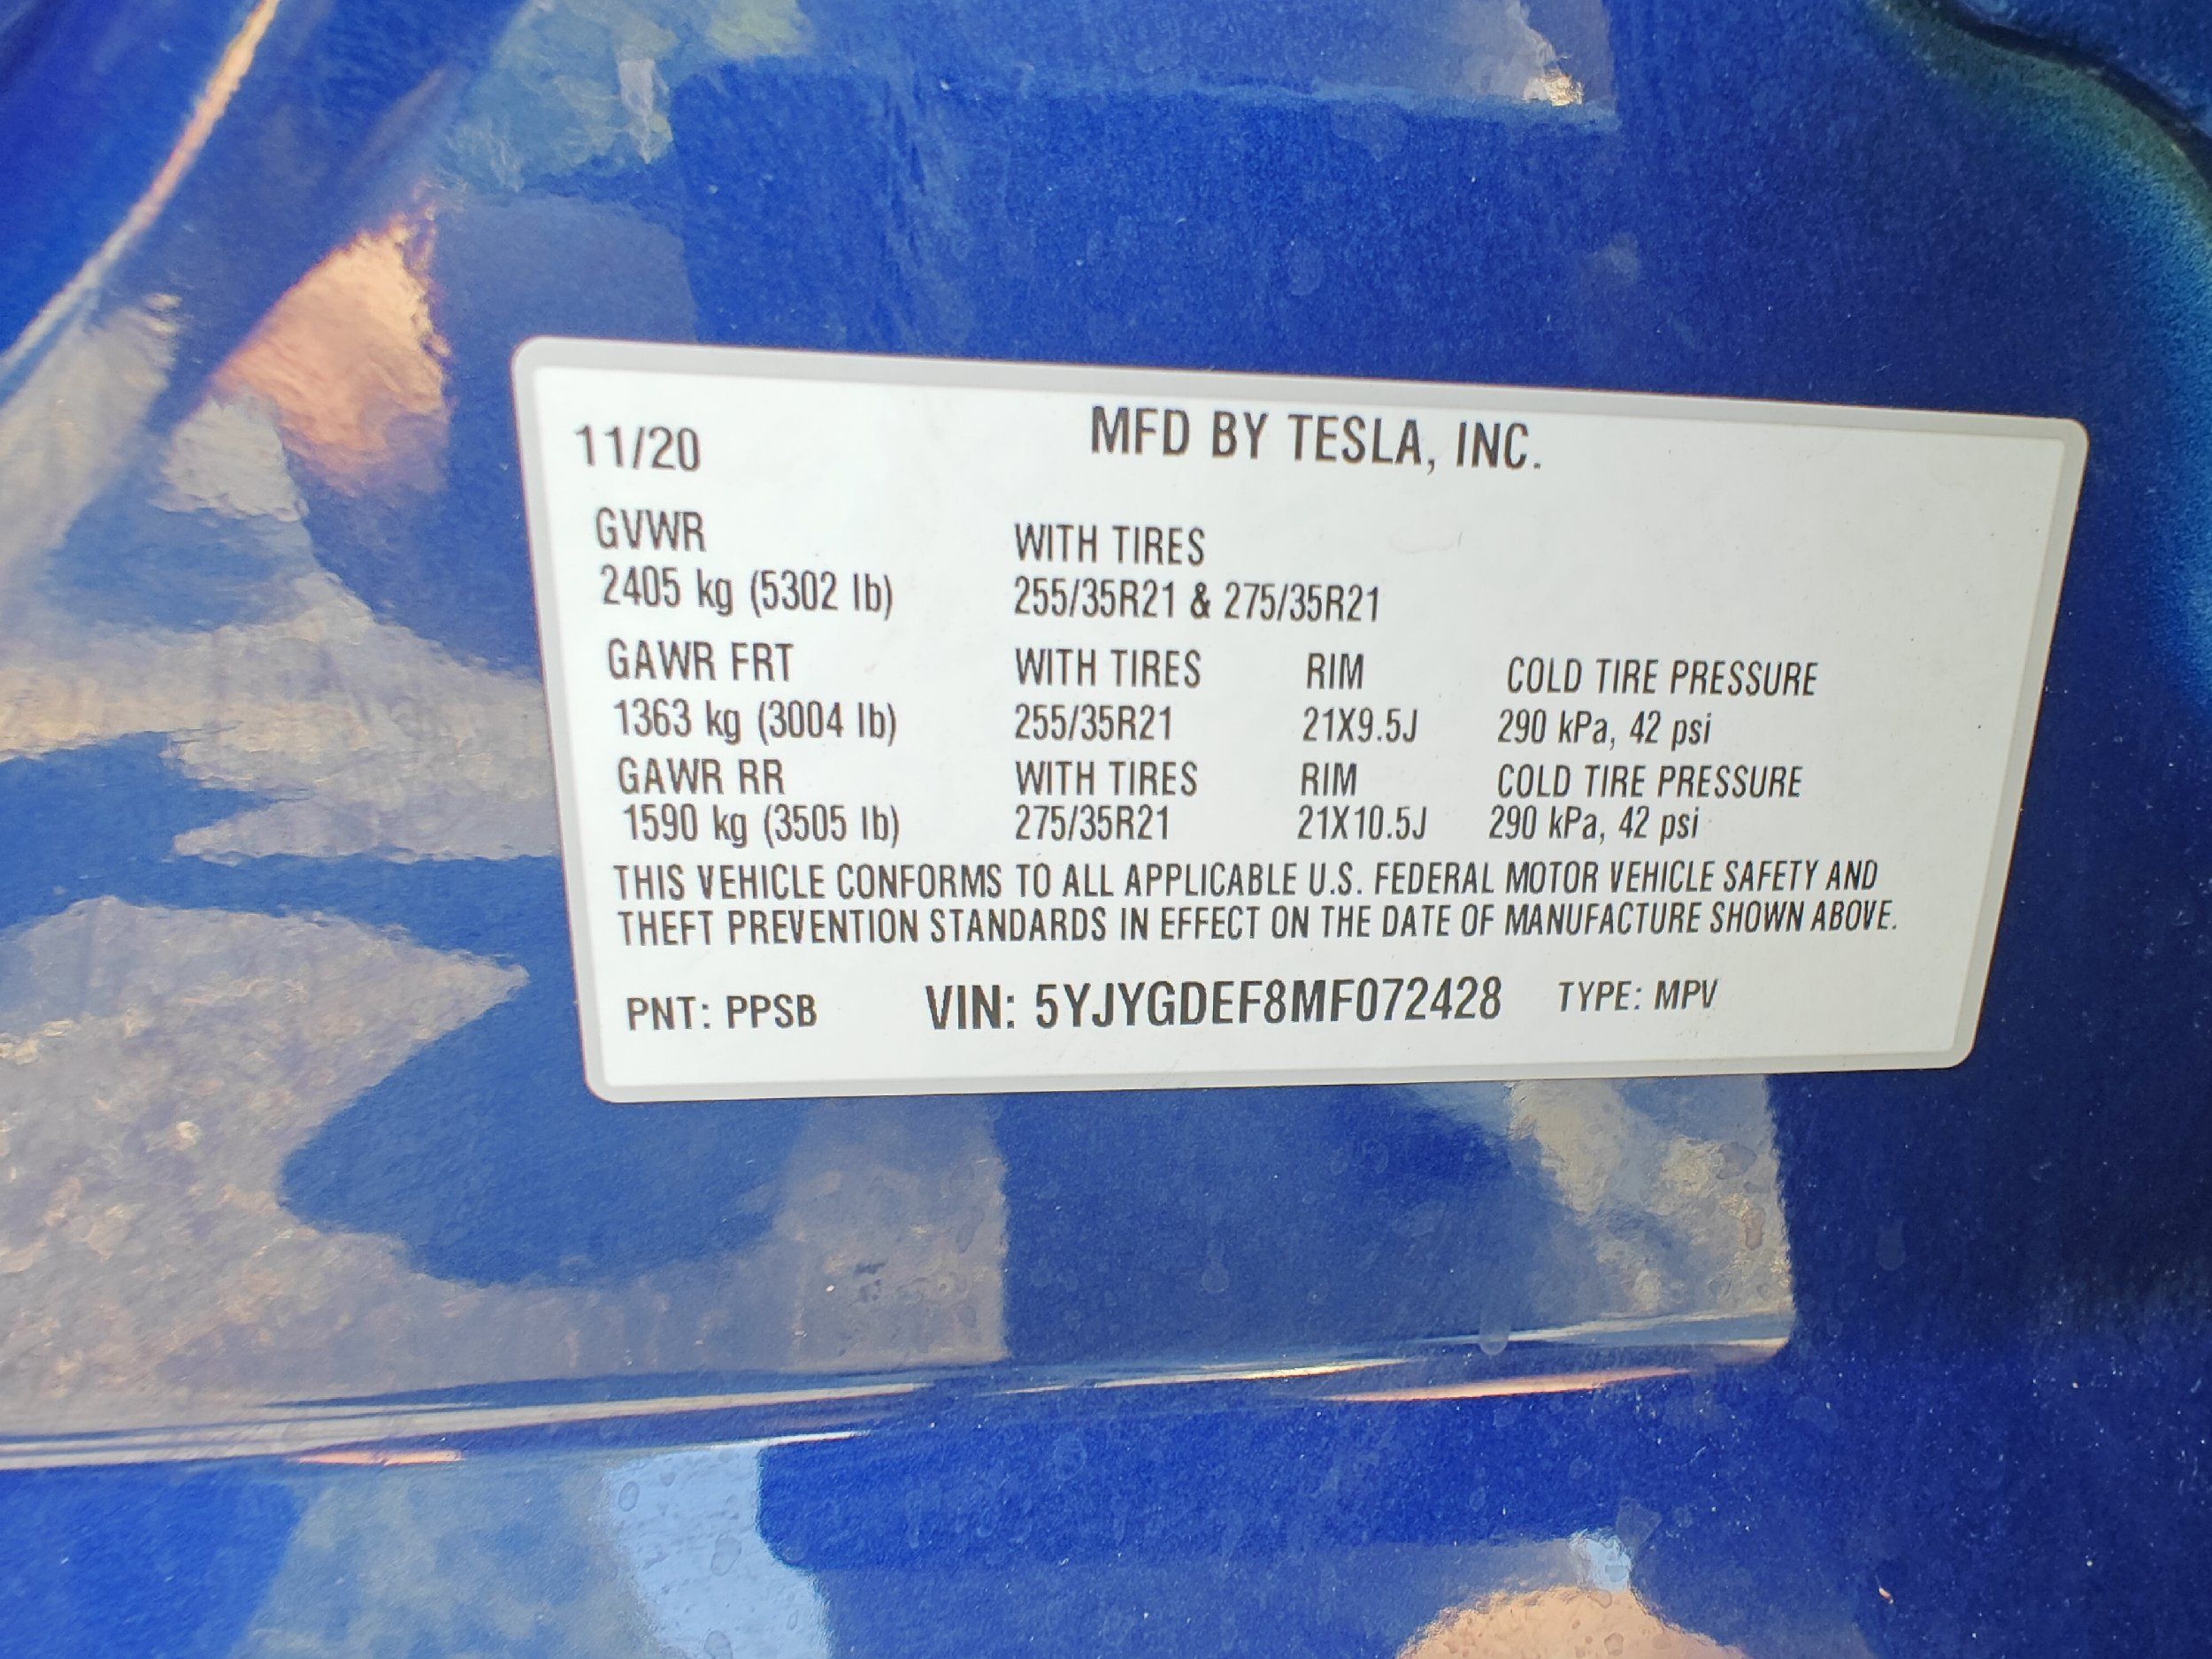 11/20 MFD BY TESLA, INC.
GVWR WITH TIRES
2405 kg (5302 lb) 255/35R21 & 275/35R21
GAWR FRT WITH TIRES RIM COLD TIRE PRESSURE
1363 kg (3004 lb) 255/35R21 21X9.5J 290 kPa, 42 psi
GAWR RR WITH TIRES RIM COLD TIRE PRESSURE
1590 kg (3505 lb) 275/35R21 21X10.5J 290 kPa, 42 psi
THIS VEHICLE CONFORMS TO ALL APPLICABLE U.S. FEDERAL MOTOR VEHICLE SAFETY AND
THEFT PREVENTION STANDARDS IN EFFECT ON THE DATE OF MANUFACTURE SHOWN ABOVE.
PNT: PPSB VIN: 5YJYGDEF8MF072428 TYPE: MPV